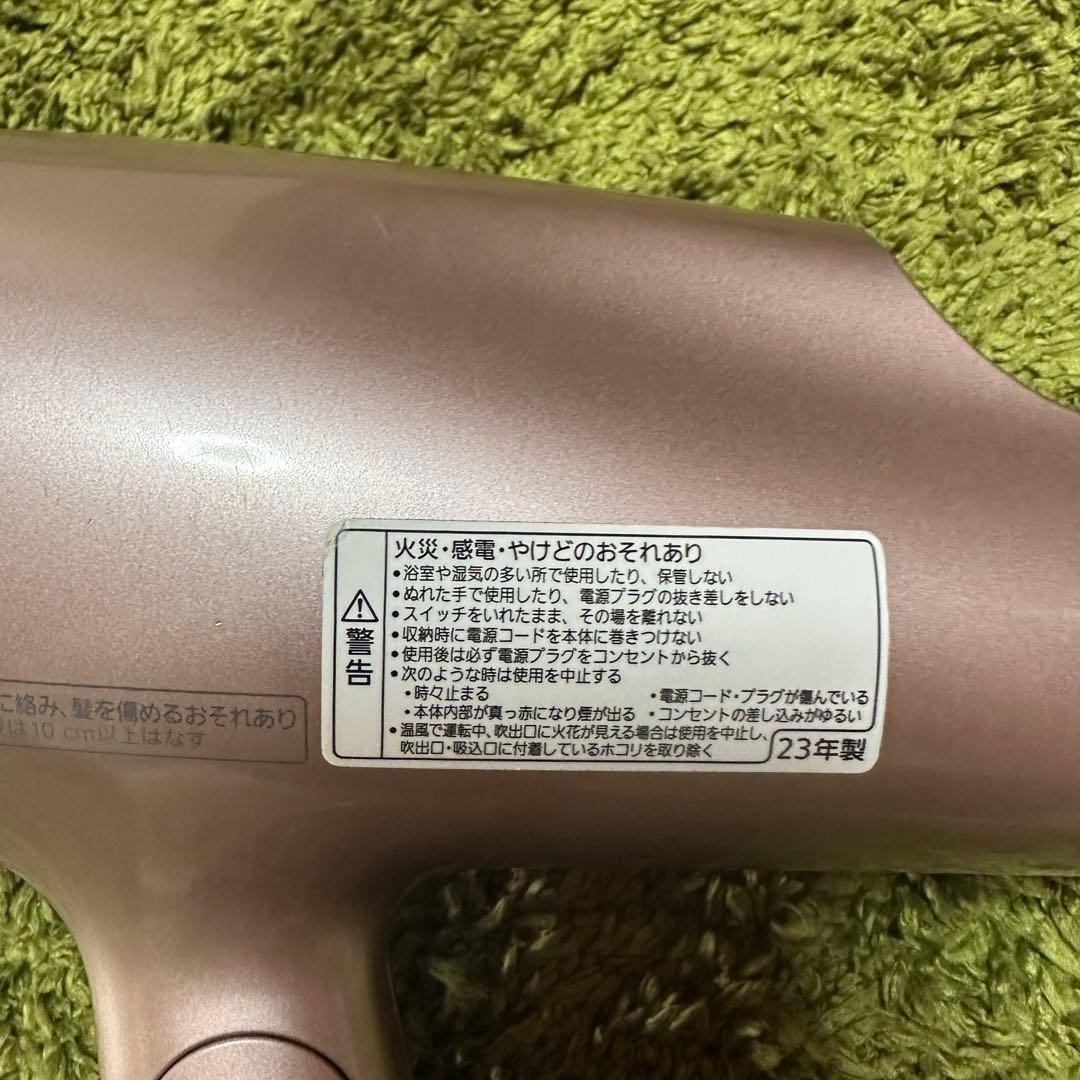 火災・感電・やけどのおそれあり
警告
•浴室や湿気の多い所で使用したり、保管しない
•ぬれた手で使用したり、電源プラグの抜き差しをしない
•スイッチをいれたまま、その場を離れない
•収納時に電源コードを本体に巻きつけない
•使用後は必ず電源プラグをコンセントから抜く
•次のような時は使用を中止する
・時々止まる ・電源コード・プラグが傷んでいる
・本体内部が真っ赤になり煙が出る ・コンセントの差し込みがゆるい
•温風で運転中、吹出口に火花が見える場合は使用を中止し、
吹出口・吸込口に付着しているホコリを取り除く
23年製
に絡み、髪を傷めるおそれあり
は10 cm以上はなす